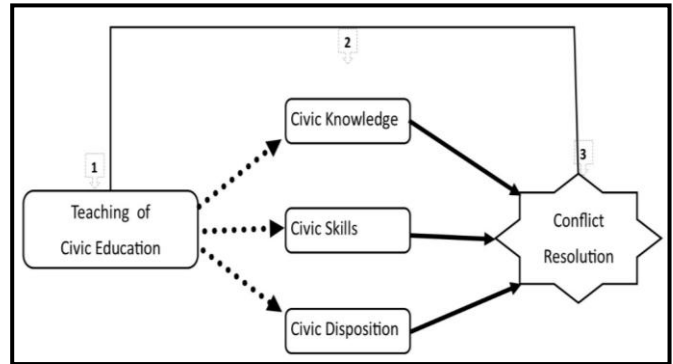 2
1
Teaching of
Civic Education
Civic Knowledge
Civic Skills
Civic Disposition
3
Conflict
Resolution